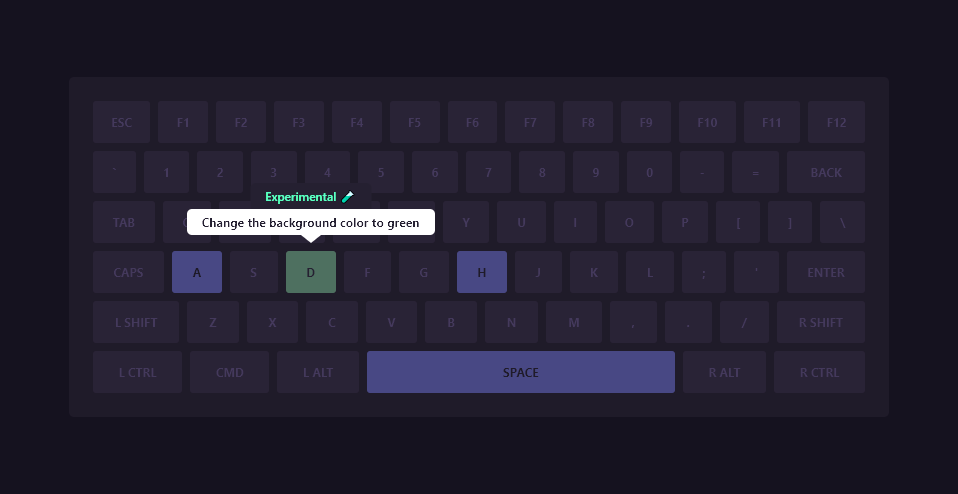 ESC F1 F2 F3 F4 F5 F6 F7 F8 F9 F10 F11 F12
` 1 2 3 4 5 6 7 8 9 0 - = BACK
Experimental
TAB Y U I O P [ ] \
Change the background color to green
CAPS A S D F G H J K L ; ' ENTER
L SHIFT Z X C V B N M , . / R SHIFT
L CTRL CMD L ALT SPACE R ALT R CTRL